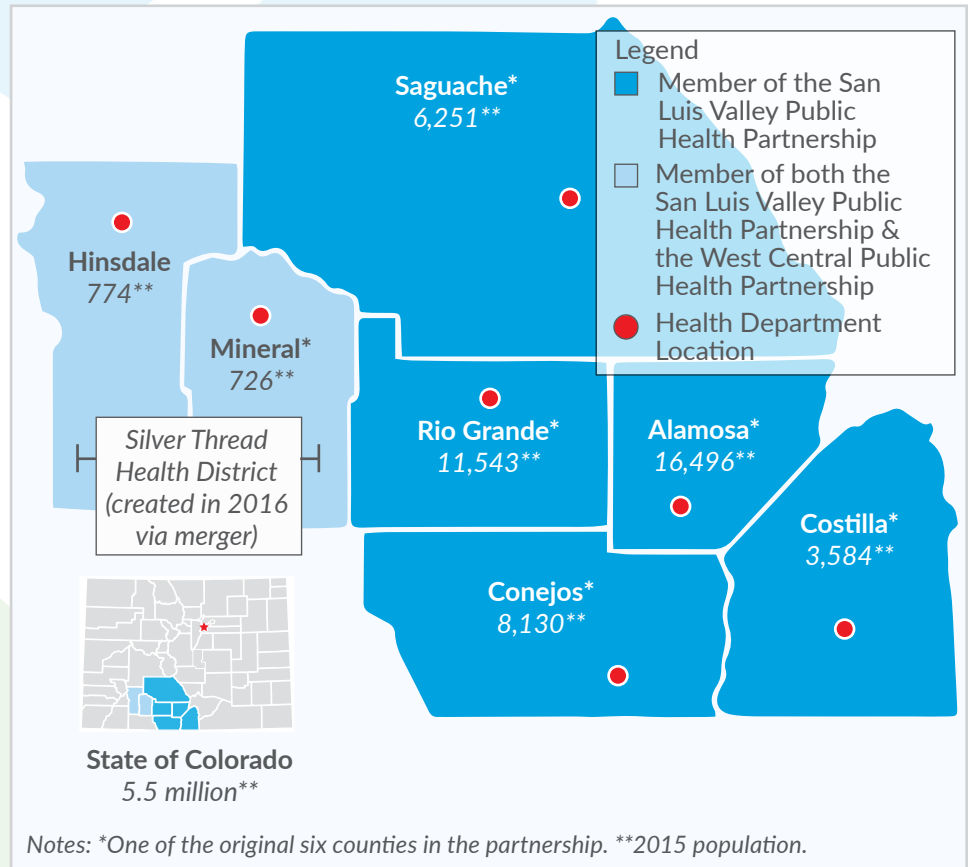 Saguache*
6,251**
Legend
Member of the San
Luis Valley Public
Health Partnership
Member of both the
San Luis Valley Public
Health Partnership &
the West Central Public
Health Partnership
Health Department
Location
Hinsdale
774**
Mineral*
726**
Rio Grande*
11,543**
Alamosa*
16,496**
Silver Thread
Health District
(created in 2016
via merger)
Costilla*
3,584**
Conejos*
8,130**
State of Colorado
5.5 million**
Notes: *One of the original six counties in the partnership. **2015 population.